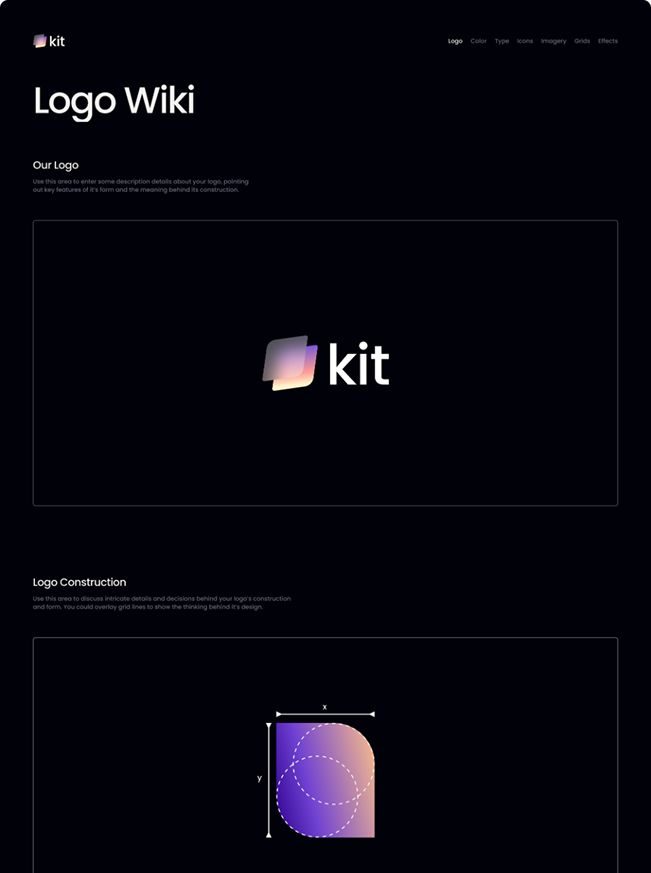 kit
Logo Color Type Icons Imagery Grids Effects
Logo Wiki
Our Logo
Use this area to enter some description details about your logo, pointing
out key features of it's form and the meaning behind its construction.
kit
Logo Construction
Use this area to discuss intricate details and decisions behind your logo's construction
and form. You could overlay grid lines to show the thinking behind it's design.
x
y